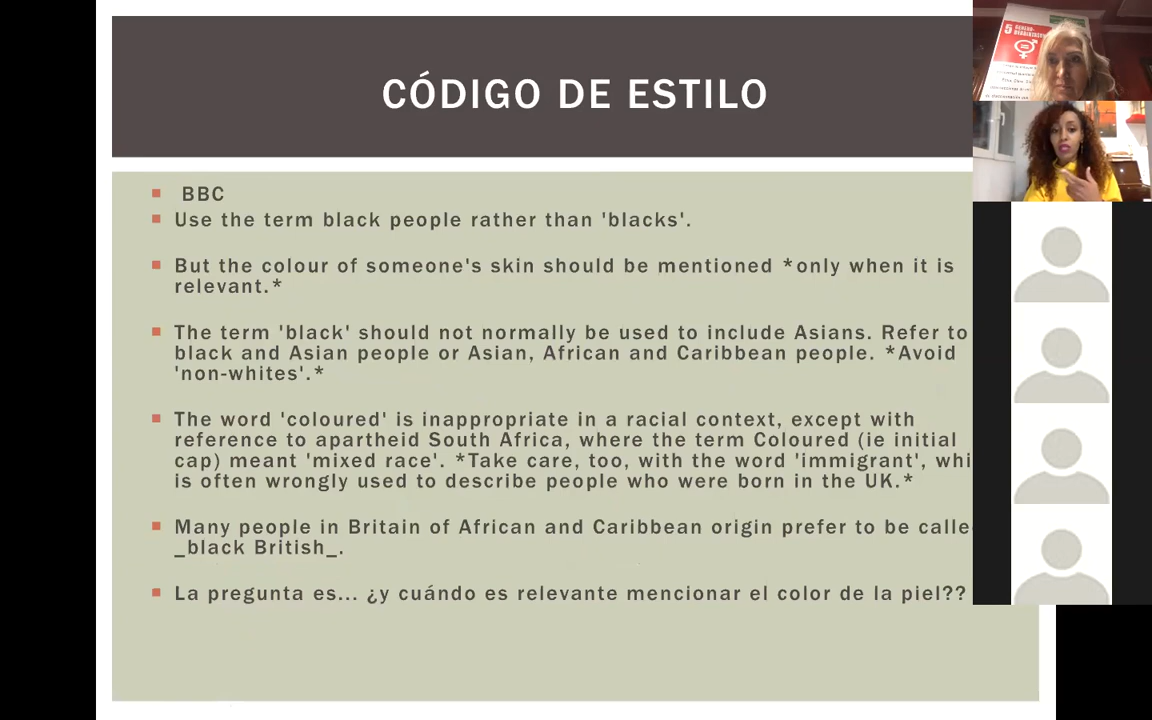 CÓDIGO DE ESTILO
BBC
Use the term black people rather than 'blacks'.
But the colour of someone's skin should be mentioned *only when it is
relevant.*
The term 'black' should not normally be used to include Asians. Refer to
black and Asian people or Asian, African and Caribbean people. *Avoid
'non-whites'.*
The word 'coloured' is inappropriate in a racial context, except with
reference to apartheid South Africa, where the term Coloured (ie initial
cap) meant 'mixed race'. *Take care, too, with the word 'immigrant', whi
is often wrongly used to describe people who were born in the UK.*
Many people in Britain of African and Caribbean origin prefer to be calle
_black British_.
La pregunta es... ¿y cuándo es relevante mencionar el color de la piel??
5